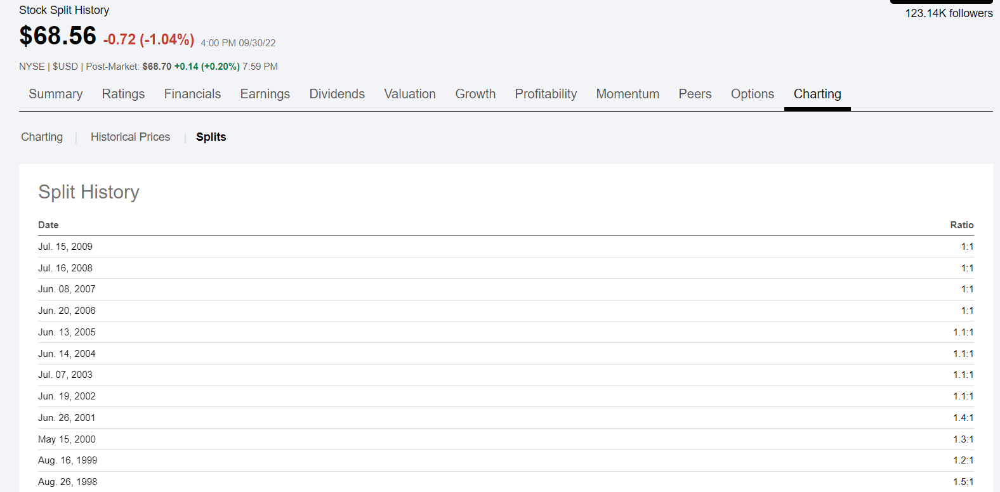 Stock Split History
123.14K followers
$68.56 -0.72 (-1.04%) 4:00 PM 09/30/22
NYSE | $USD | Post-Market: $68.70 +0.14 (+0.20%) 7:59 PM
Summary Ratings Financials Earnings Dividends Valuation Growth Profitability Momentum Peers Options Charting
Charting | Historical Prices | Splits
Split History
Date Ratio
Jul. 15, 2009 1:1
Jul. 16, 2008 1:1
Jun. 08, 2007 1:1
Jun. 20, 2006 1:1
Jun. 13, 2005 1.1:1
Jun. 14, 2004 1.1:1
Jul. 07, 2003 1.1:1
Jun. 19, 2002 1.1:1
Jun. 26, 2001 1.4:1
May 15, 2000 1.3:1
Aug. 16, 1999 1.2:1
Aug. 26, 1998 1.5:1